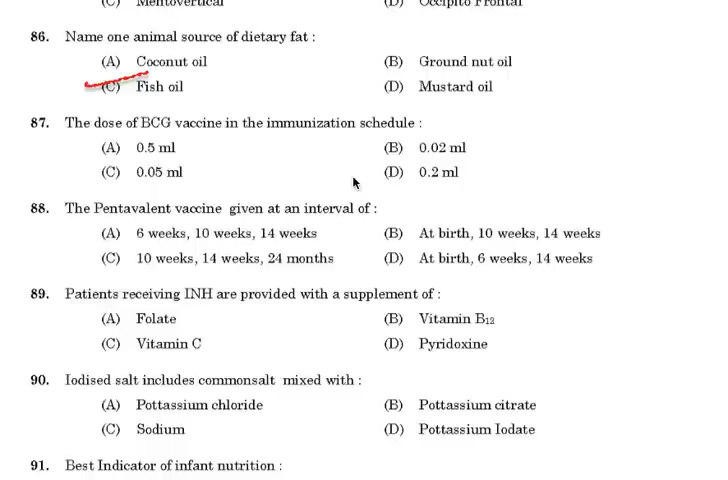 (C) Mentovertical (D) Occipito Frontal
86. Name one animal source of dietary fat :
(A) Coconut oil (B) Ground nut oil
(C) Fish oil (D) Mustard oil
87. The dose of BCG vaccine in the immunization schedule :
(A) 0.5 ml (B) 0.02 ml
(C) 0.05 ml (D) 0.2 ml
88. The Pentavalent vaccine given at an interval of :
(A) 6 weeks, 10 weeks, 14 weeks (B) At birth, 10 weeks, 14 weeks
(C) 10 weeks, 14 weeks, 24 months (D) At birth, 6 weeks, 14 weeks
89. Patients receiving INH are provided with a supplement of :
(A) Folate (B) Vitamin B₁₂
(C) Vitamin C (D) Pyridoxine
90. Iodised salt includes commonsalt mixed with :
(A) Pottassium chloride (B) Pottassium citrate
(C) Sodium (D) Pottassium Iodate
91. Best Indicator of infant nutrition :